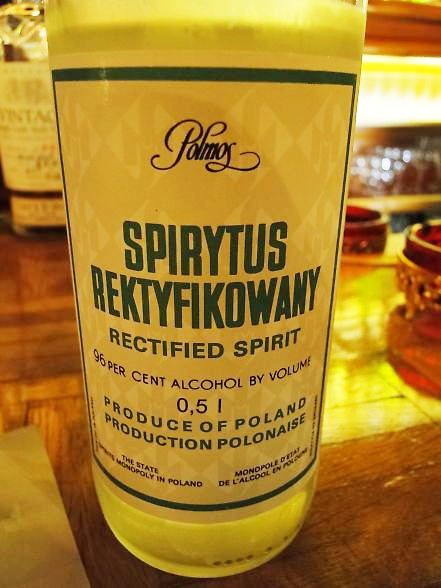 Polmos
SPIRYTUS
REKTYFIKOWANY
RECTIFIED SPIRIT
96 PER CENT ALCOHOL BY VOLUME
0,5 l
PRODUCE OF POLAND
PRODUCTION POLONAISE
THE STATE
MONOPOLY IN POLAND
MONOPOLE D'ETAT
DE L'ALCOOL EN POLOGNE
VINTAGE